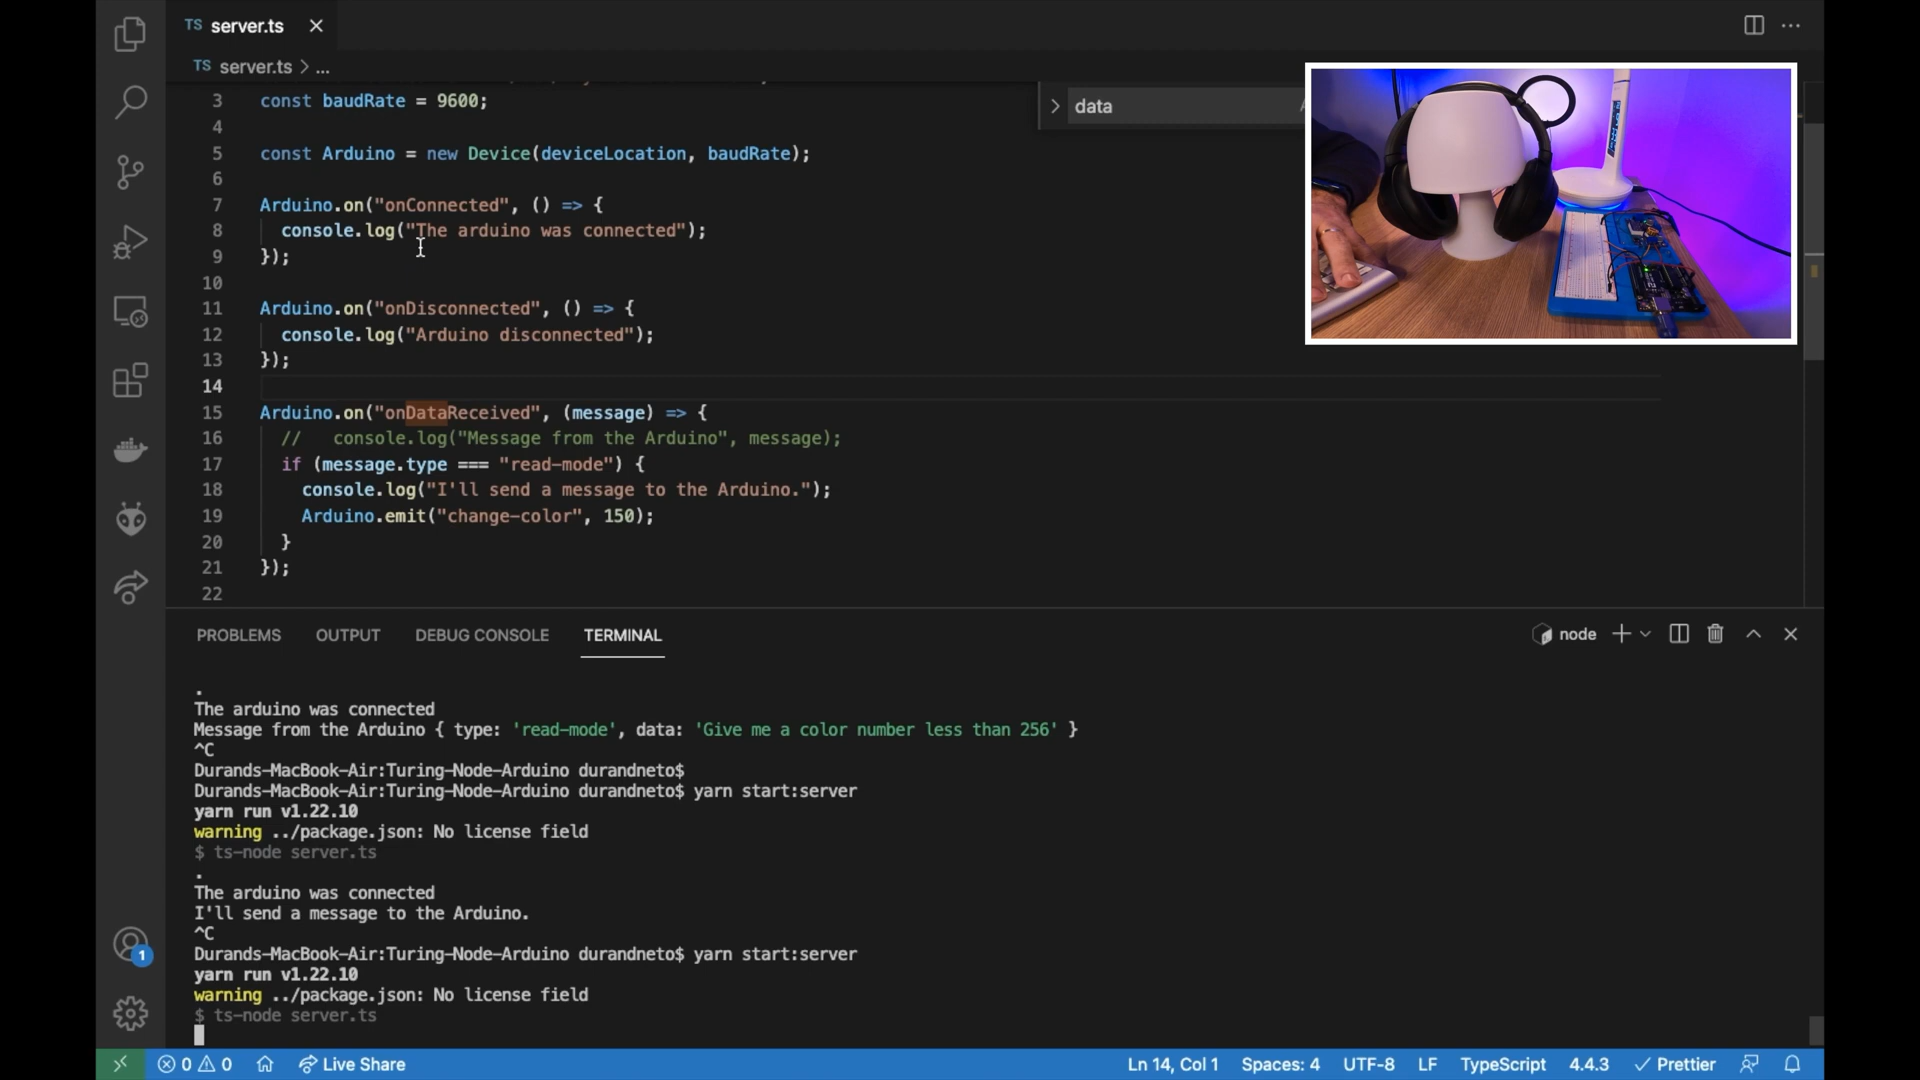 TS server.ts
TS server.ts > ...
data
3 const baudRate = 9600;
4
5 const Arduino = new Device(deviceLocation, baudRate);
6
7 Arduino.on("onConnected", () => {
8 console.log("The arduino was connected");
9 });
10
11 Arduino.on("onDisconnected", () => {
12 console.log("Arduino disconnected");
13 });
14
15 Arduino.on("onDataReceived", (message) => {
16 // console.log("Message from the Arduino", message);
17 if (message.type === "read-mode") {
18 console.log("I'll send a message to the Arduino.");
19 Arduino.emit("change-color", 150);
20 }
21 });
22
PROBLEMS OUTPUT DEBUG CONSOLE TERMINAL node
.
The arduino was connected
Message from the Arduino { type: 'read-mode', data: 'Give me a color number less than 256' }
^C
Durands-MacBook-Air:Turing-Node-Arduino durandneto$
Durands-MacBook-Air:Turing-Node-Arduino durandneto$ yarn start:server
yarn run v1.22.10
warning ../package.json: No license field
$ ts-node server.ts
.
The arduino was connected
I'll send a message to the Arduino.
^C
Durands-MacBook-Air:Turing-Node-Arduino durandneto$ yarn start:server
yarn run v1.22.10
warning ../package.json: No license field
$ ts-node server.ts
1
0 0 Live Share Ln 14, Col 1 Spaces: 4 UTF-8 LF TypeScript 4.4.3 Prettier